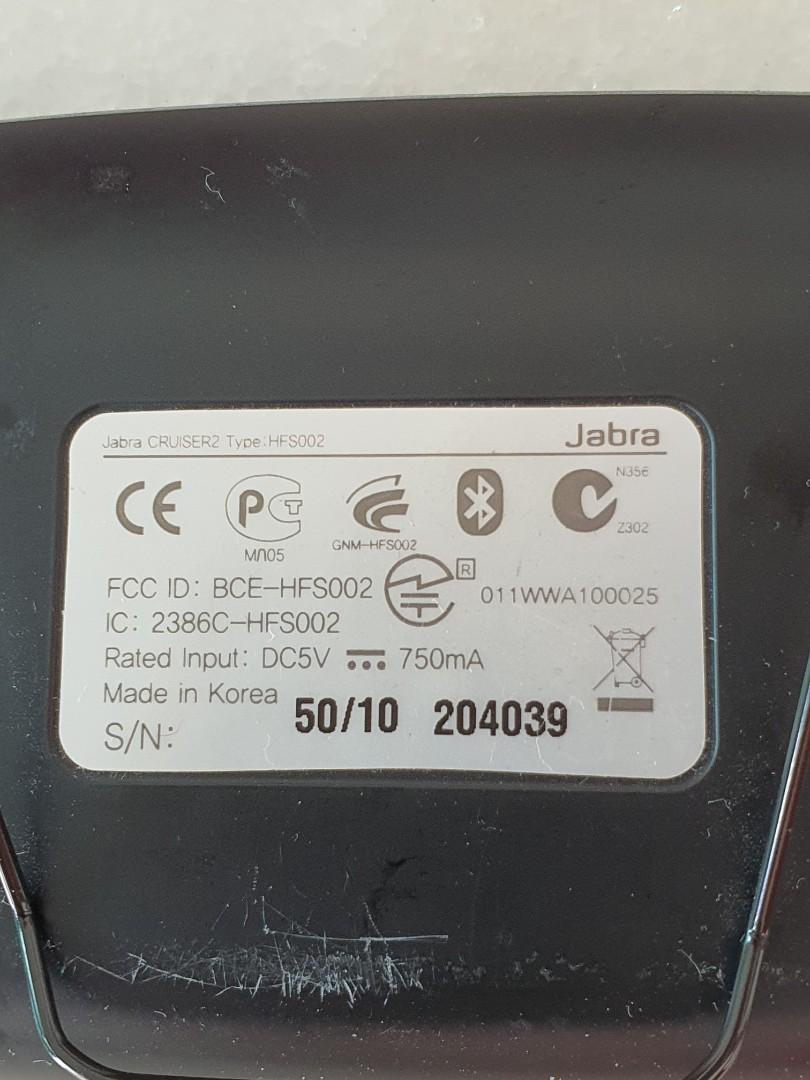 Jabra CRUISER2 Type:HFS002
Jabra
CE
PCT
МЛ05
GNM-HFS002
N356
Z302
FCC ID: BCE-HFS002
R
011WWA100025
IC: 2386C-HFS002
Rated Input: DC5V 750mA
Made in Korea
S/N: 50/10 204039